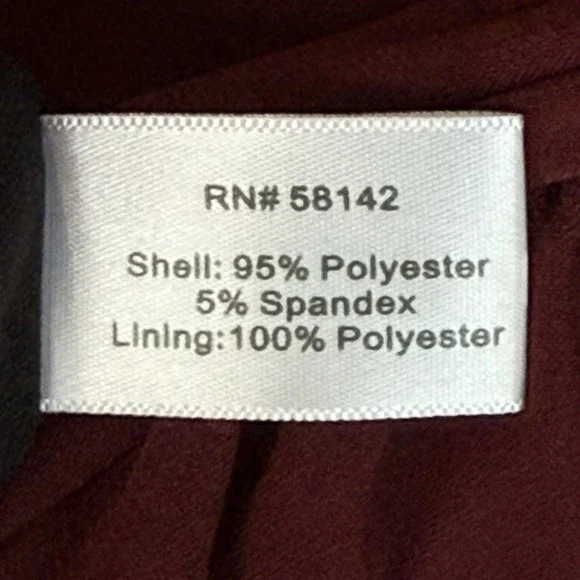 RN# 58142
Shell: 95% Polyester
5% Spandex
Lining:100% Polyester